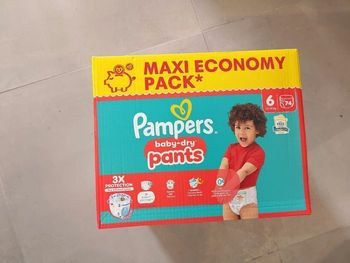 MAXI ECONOMY
PACK*
6
74
Pampers
baby-dry
pants
3X
PROTECTION